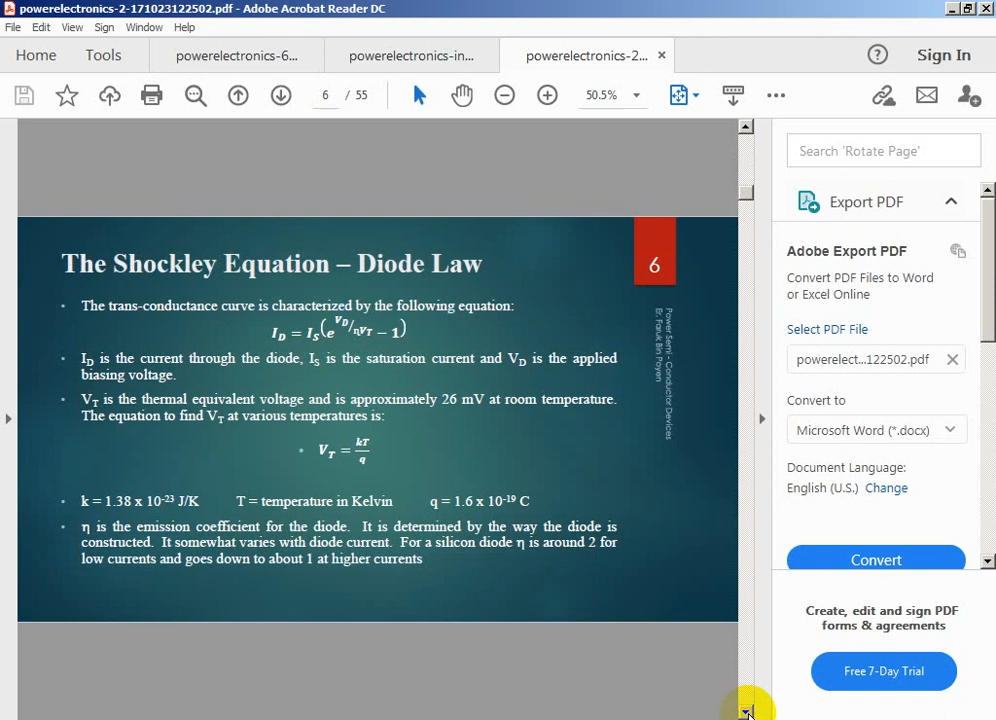 powerelectronics-2-171023122502.pdf - Adobe Acrobat Reader DC
File Edit View Sign Window Help
Home Tools powerelectronics-6... powerelectronics-in... powerelectronics-2... × Sign In
6 / 55 50.5%
Search 'Rotate Page'
Export PDF
Adobe Export PDF
Convert PDF Files to Word
or Excel Online
Select PDF File
powerelect...122502.pdf
Convert to
Microsoft Word (*.docx)
Document Language:
English (U.S.) Change
Convert
Create, edit and sign PDF
forms & agreements
Free 7-Day Trial
The Shockley Equation – Diode Law
6
• The trans-conductance curve is characterized by the following equation:
I_D = I_S(e^{V_D/ηV_T} − 1)
• I_D is the current through the diode, I_S is the saturation current and V_D is the applied
biasing voltage.
• V_T is the thermal equivalent voltage and is approximately 26 mV at room temperature.
The equation to find V_T at various temperatures is:
• V_T = kT/q
• k = 1.38 x 10^-23 J/K T = temperature in Kelvin q = 1.6 x 10^-19 C
• η is the emission coefficient for the diode. It is determined by the way the diode is
constructed. It somewhat varies with diode current. For a silicon diode η is around 2 for
low currents and goes down to about 1 at higher currents
Power Semi - Conductor Devices
Er. Faruk Bin Poyen